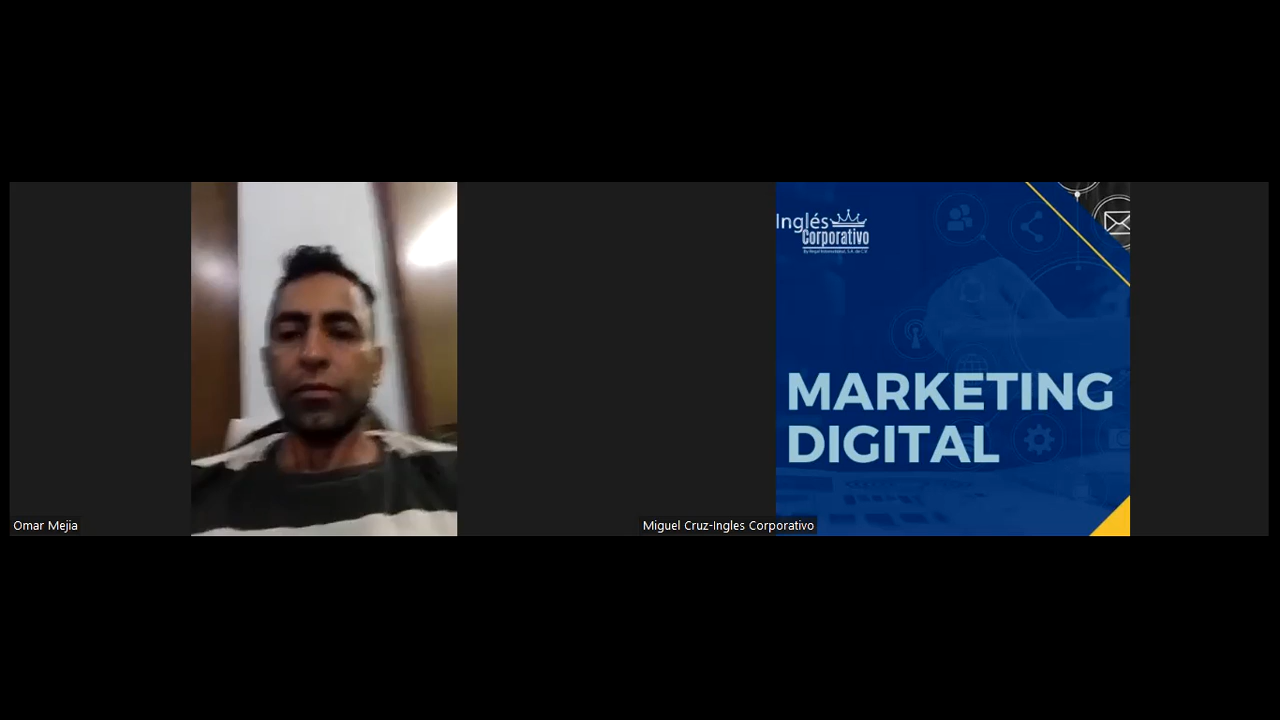 Inglés
Corporativo
MARKETING
DIGITAL
Omar Mejia
Miguel Cruz-Ingles Corporativo